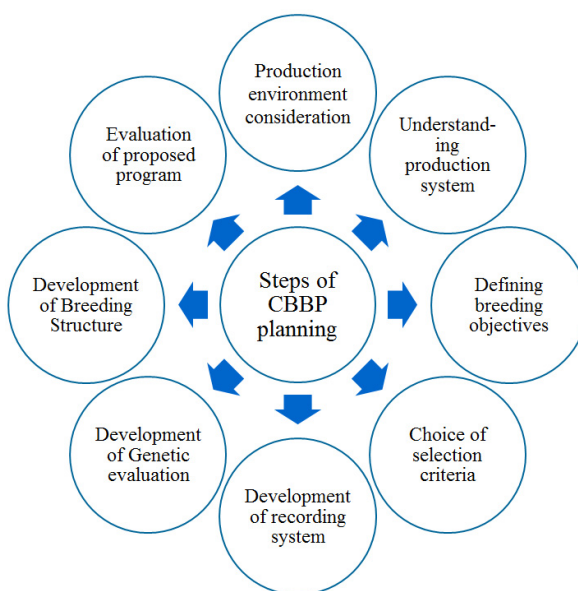 Production
environment
consideration
Understand-
ing
production
system
Defining
breeding
objectives
Choice of
selection
criteria
Development
of recording
system
Development
of Genetic
evaluation
Development
of Breeding
Structure
Evaluation
of proposed
program
Steps of
CBBP
planning